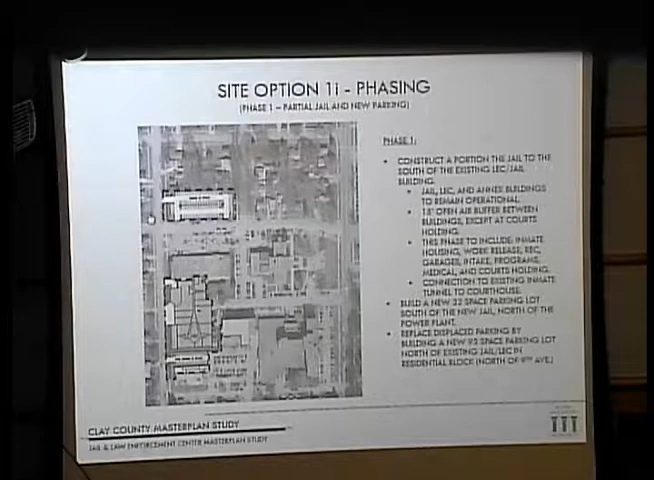 SITE OPTION 1i - PHASING
(PHASE 1 – PARTIAL JAIL AND NEW PARKING)
PHASE 1:
• CONSTRUCT A PORTION THE JAIL TO THE
SOUTH OF THE EXISTING LEC/JAIL
BUILDING.
• JAIL, LEC, AND ANNEX BUILDINGS
TO REMAIN OPERATIONAL.
• 15' OPEN AIR BUFFER BETWEEN
BUILDINGS, EXCEPT AT COURTS
HOLDING.
• THIS PHASE TO INCLUDE: INMATE
HOUSING, WORK RELEASE, REC,
GARAGES, INTAKE, PROGRAMS,
MEDICAL, AND COURTS HOLDING.
• CONNECTION TO EXISTING INMATE
TUNNEL TO COURTHOUSE.
• BUILD A NEW 32 SPACE PARKING LOT
SOUTH OF THE NEW JAIL, NORTH OF THE
POWER PLANT.
• REPLACE DISPLACED PARKING BY
BUILDING A NEW 93 SPACE PARKING LOT
NORTH OF EXISTING JAIL/LEC IN
RESIDENTIAL BLOCK (NORTH OF 9TH AVE.)
CLAY COUNTY MASTERPLAN STUDY
JAIL & LAW ENFORCEMENT CENTER MASTERPLAN STUDY